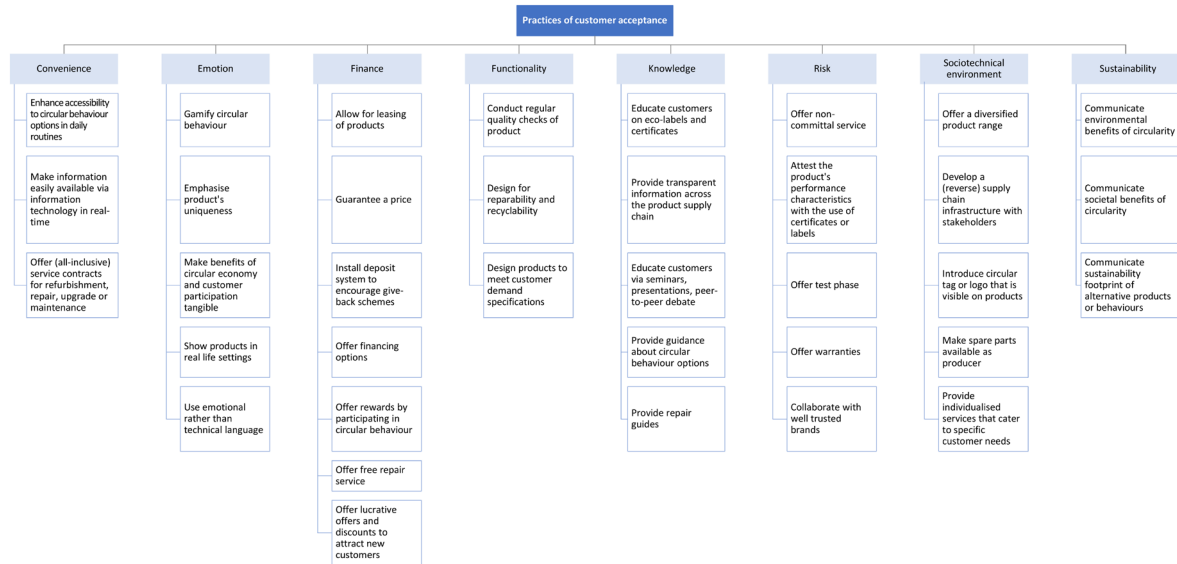 Practices of customer acceptance
Convenience
Enhance accessibility
to circular behaviour
options in daily
routines
Make information
easily available via
information
technology in real-
time
Offer (all-inclusive)
service contracts
for refurbishment,
repair, upgrade or
maintenance
Emotion
Gamify circular
behaviour
Emphasise
product's
uniqueness
Make benefits of
circular economy
and customer
participation
tangible
Show products in
real life settings
Use emotional
rather than
technical language
Finance
Allow for leasing
of products
Guarantee a price
Install deposit
system to
encourage give-
back schemes
Offer financing
options
Offer rewards by
participating in
circular behaviour
Offer free repair
service
Offer lucrative
offers and
discounts to
attract new
customers
Functionality
Conduct regular
quality checks of
product
Design for
reparability and
recyclability
Design products to
meet customer
demand
specifications
Knowledge
Educate customers
on eco-labels and
certificates
Provide transparent
information across
the product supply
chain
Educate customers
via seminars,
presentations, peer-
to-peer debate
Provide guidance
about circular
behaviour options
Provide repair
guides
Risk
Offer non-
committal service
Attest the
product's
performance
characteristics
with the use of
certificates or
labels
Offer test phase
Offer warranties
Collaborate with
well trusted
brands
Sociotechnical
environment
Offer a diversified
product range
Develop a
(reverse) supply
chain
infrastructure with
stakeholders
Introduce circular
tag or logo that is
visible on products
Make spare parts
available as
producer
Provide
individualised
services that cater
to specific
customer needs
Sustainability
Communicate
environmental
benefits of circularity
Communicate
societal benefits of
circularity
Communicate
sustainability
footprint of
alternative products
or behaviours